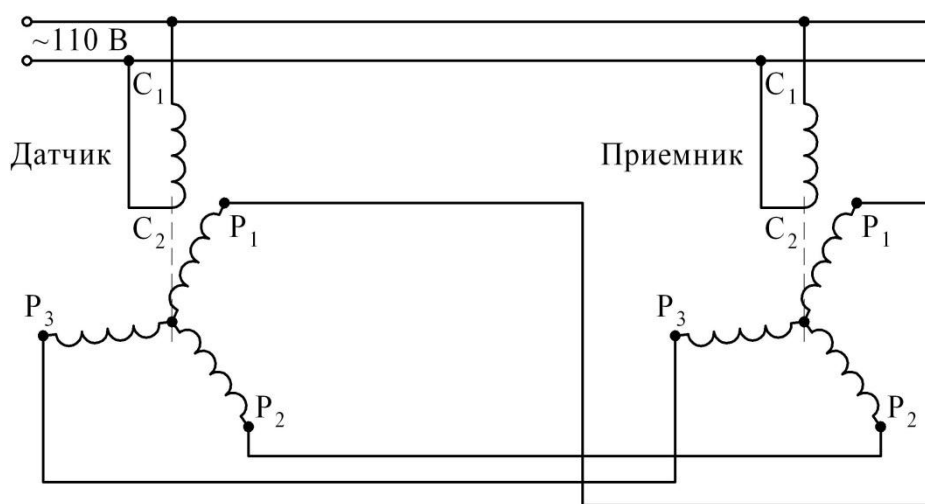 ~110 В
C1 C1
Датчик Приемник
C2 C2
P1 P1
P3 P3
P2 P2